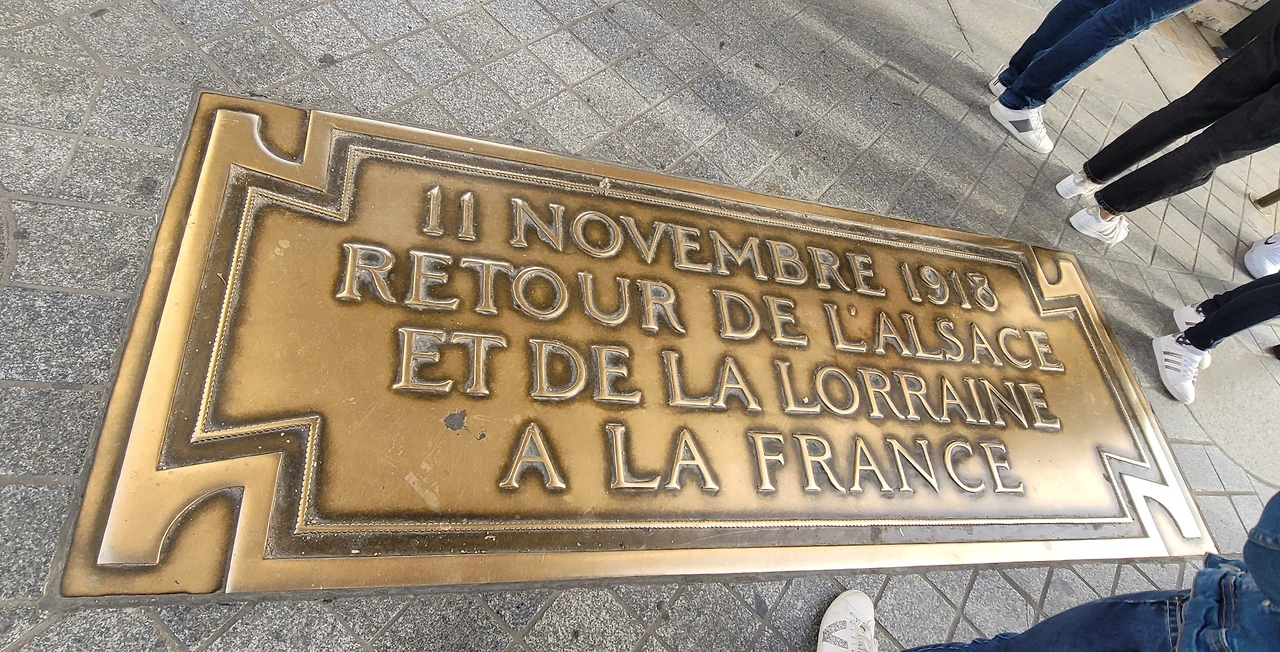 11 NOVEMBRE 1918
RETOUR DE L'ALSACE
ET DE LA LORRAINE
A LA FRANCE